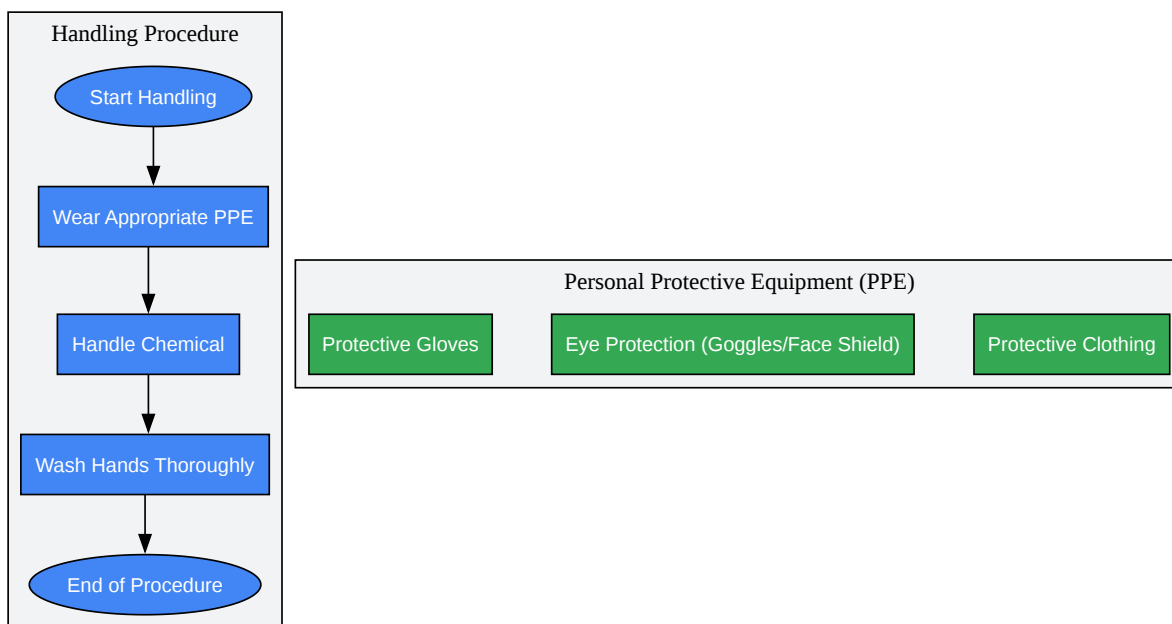 Handling Procedure
Start Handling
Wear Appropriate PPE
Handle Chemical
Wash Hands Thoroughly
End of Procedure
Personal Protective Equipment (PPE)
Protective Gloves
Eye Protection (Goggles/Face Shield)
Protective Clothing